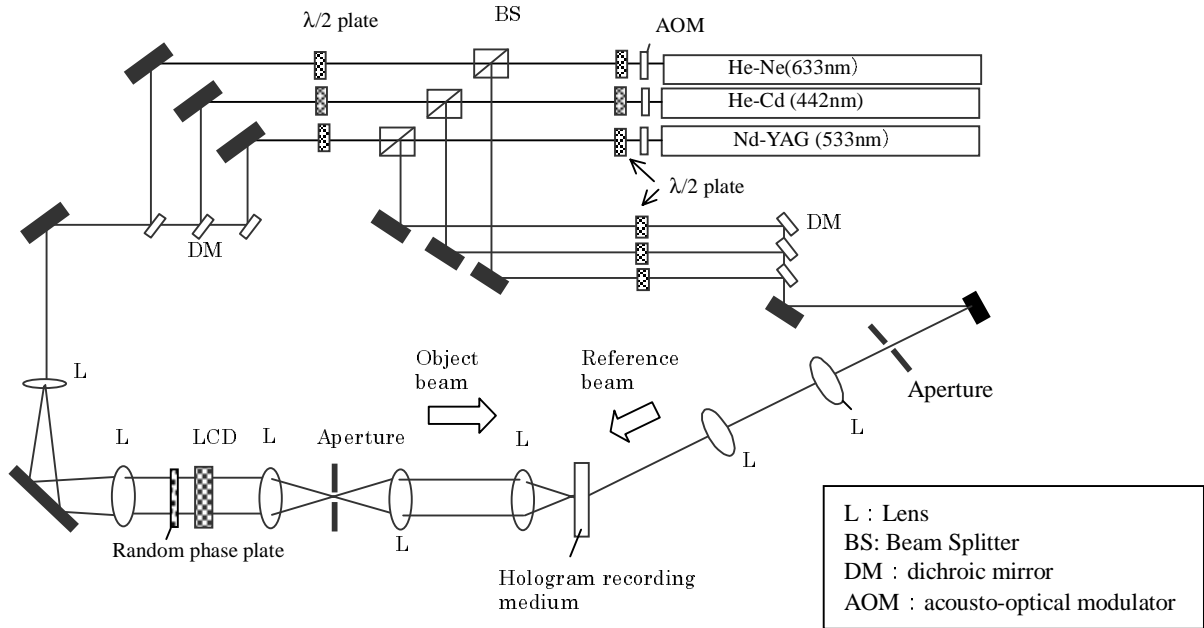 λ/2 plate
BS
AOM
He-Ne(633nm)
He-Cd (442nm)
Nd-YAG (533nm)
λ/2 plate
DM
DM
L
Object
beam
Reference
beam
Aperture
L
L
L
LCD
L
Aperture
L
L
Random phase plate
Hologram recording
medium
L : Lens
BS: Beam Splitter
DM : dichroic mirror
AOM : acousto-optical modulator